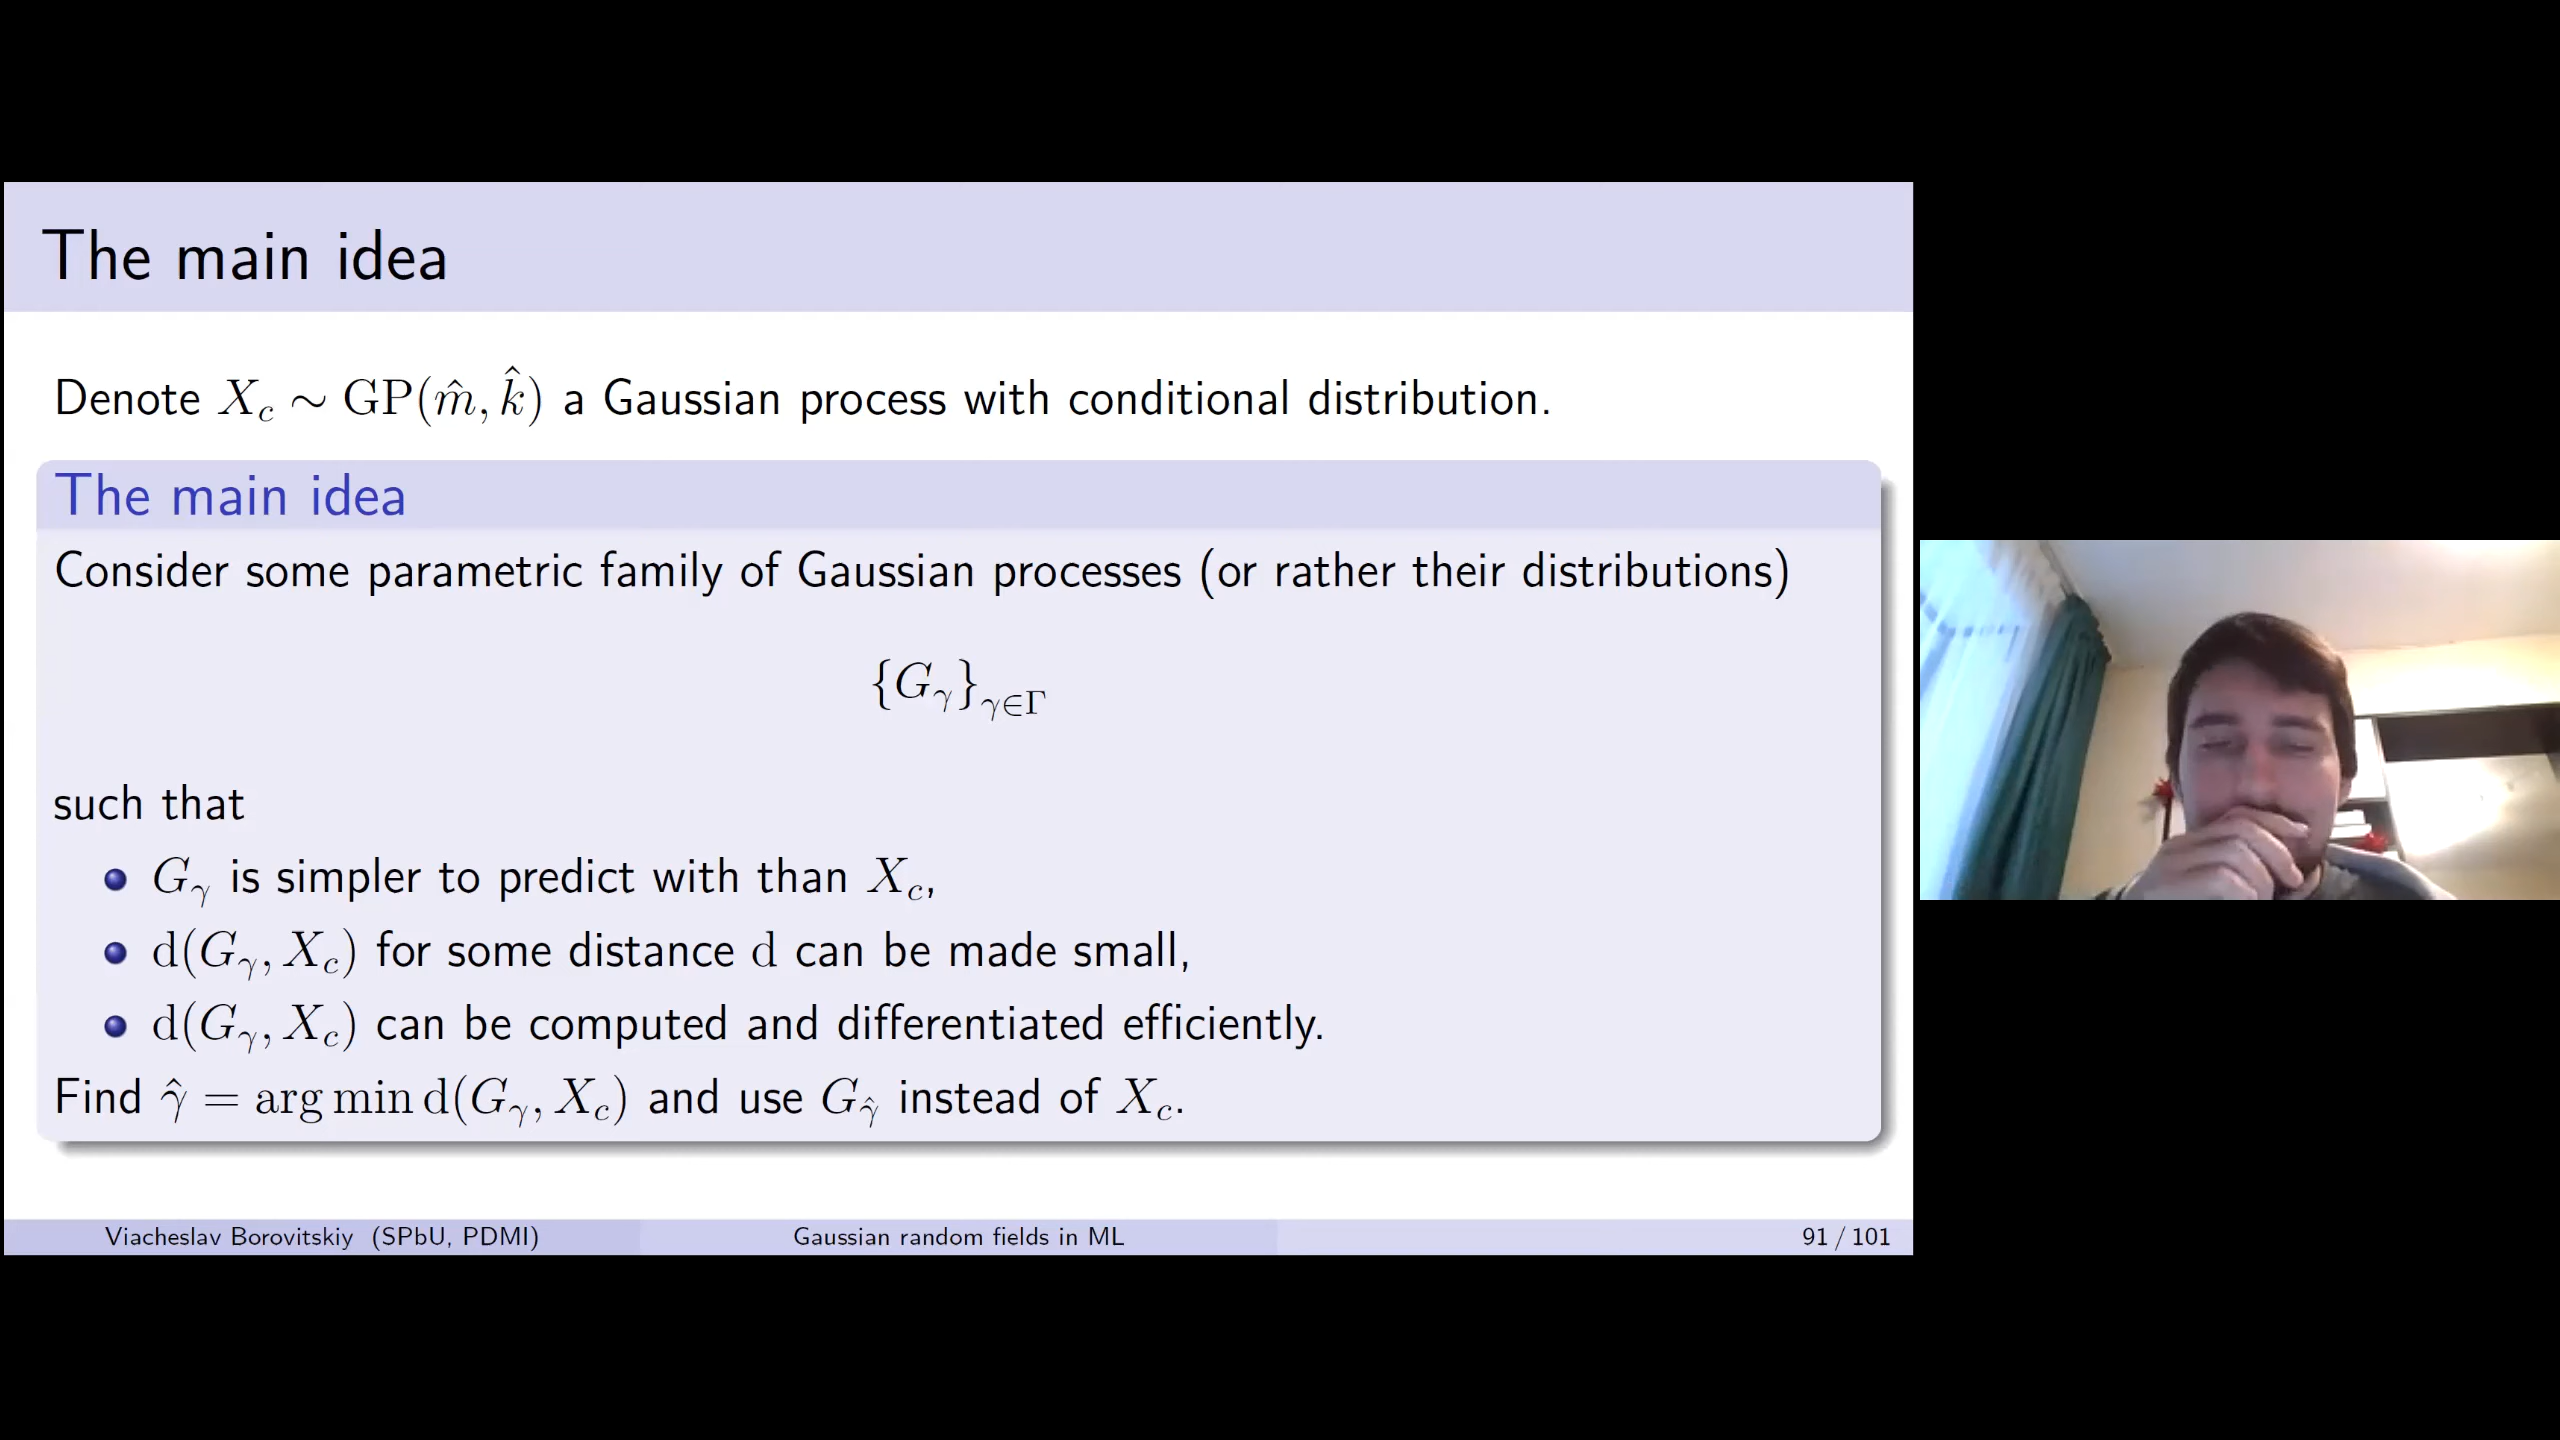 The main idea
Denote X_c ∼ GP(m̂, k̂) a Gaussian process with conditional distribution.
The main idea
Consider some parametric family of Gaussian processes (or rather their distributions)
{G_γ}_{γ∈Γ}
such that
G_γ is simpler to predict with than X_c,
d(G_γ, X_c) for some distance d can be made small,
d(G_γ, X_c) can be computed and differentiated efficiently.
Find γ̂ = arg min d(G_γ, X_c) and use G_γ̂ instead of X_c.
Viacheslav Borovitskiy (SPbU, PDMI) Gaussian random fields in ML 91 / 101